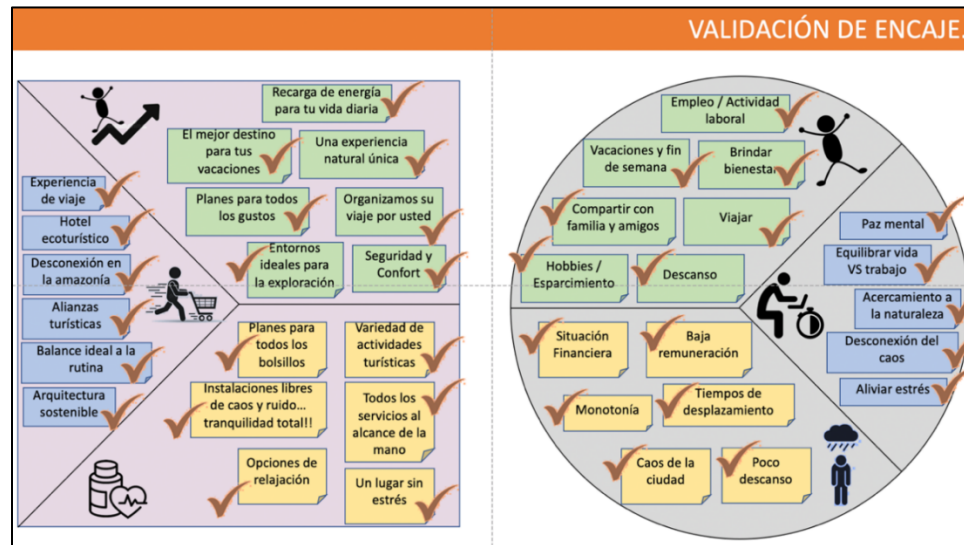 VALIDACIÓN DE ENCAJE.
Recarga de energía
para tu vida diaria
El mejor destino
para tus
vacaciones
Una experiencia
natural única
Planes para todos
los gustos
Organizamos su
viaje por usted
Entornos
ideales para
la exploración
Seguridad y
Confort
Experiencia
de viaje
Hotel
ecoturístico
Desconexión en
la amazonía
Alianzas
turísticas
Balance ideal a la
rutina
Arquitectura
sostenible
Planes para
todos los
bolsillos
Variedad de
actividades
turísticas
Instalaciones libres
de caos y ruido...
tranquilidad total!!
Todos los
servicios al
alcance de la
mano
Opciones de
relajación
Un lugar sin
estrés
Empleo / Actividad
laboral
Vacaciones y fin
de semana
Brindar
bienestar
Compartir con
familia y amigos
Viajar
Hobbies /
Esparcimiento
Descanso
Paz mental
Equilibrar vida
VS trabajo
Acercamiento a
la naturaleza
Desconexión del
caos
Aliviar estrés
Situación
Financiera
Baja
remuneración
Monotonía
Tiempos de
desplazamiento
Caos de la
ciudad
Poco
descanso